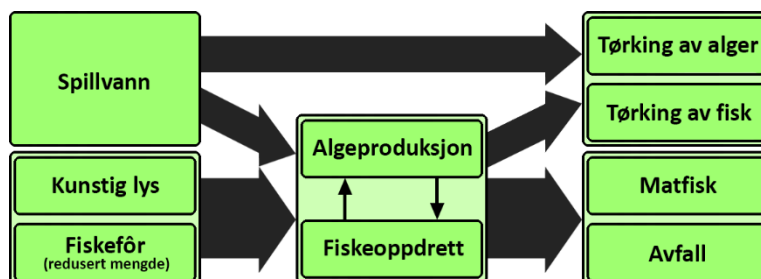 Spillvann
Kunstig lys
Fiskefôr
(redusert mengde)
Algeproduksjon
Fiskeoppdrett
Tørking av alger
Tørking av fisk
Matfisk
Avfall